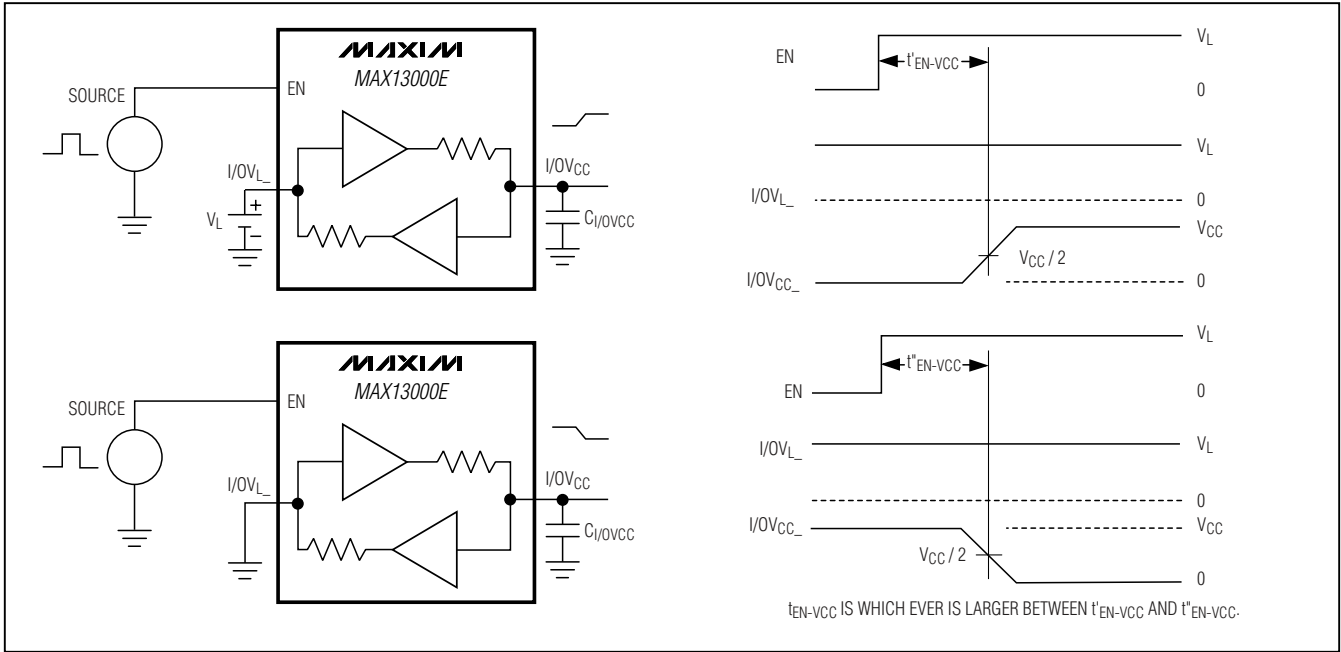 MAXIM
MAX13000E
SOURCE
EN
I/OVL_
VL
+
−
I/OVCC
CI/OVCC
EN
t'EN-VCC
VL
0
VL
I/OVL_
0
VCC
VCC / 2
I/OVCC_
0
MAXIM
MAX13000E
SOURCE
EN
I/OVL_
I/OVCC
CI/OVCC
VL
t"EN-VCC
EN
0
I/OVL_
VL
0
I/OVCC_
VCC
VCC / 2
0
tEN-VCC IS WHICH EVER IS LARGER BETWEEN t'EN-VCC AND t"EN-VCC.